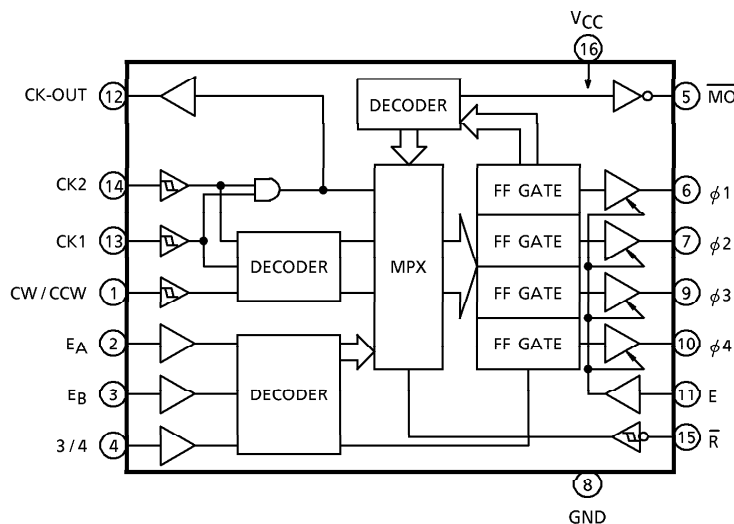 VCC
16
CK-OUT 12
DECODER
5 M̅O̅
CK2 14
FF GATE
6 ϕ1
CK1 13
DECODER
MPX
FF GATE
7 ϕ2
CW / CCW 1
FF GATE
9 ϕ3
EA 2
FF GATE
10 ϕ4
EB 3
DECODER
11 E
3 / 4 4
15 R̅
8
GND